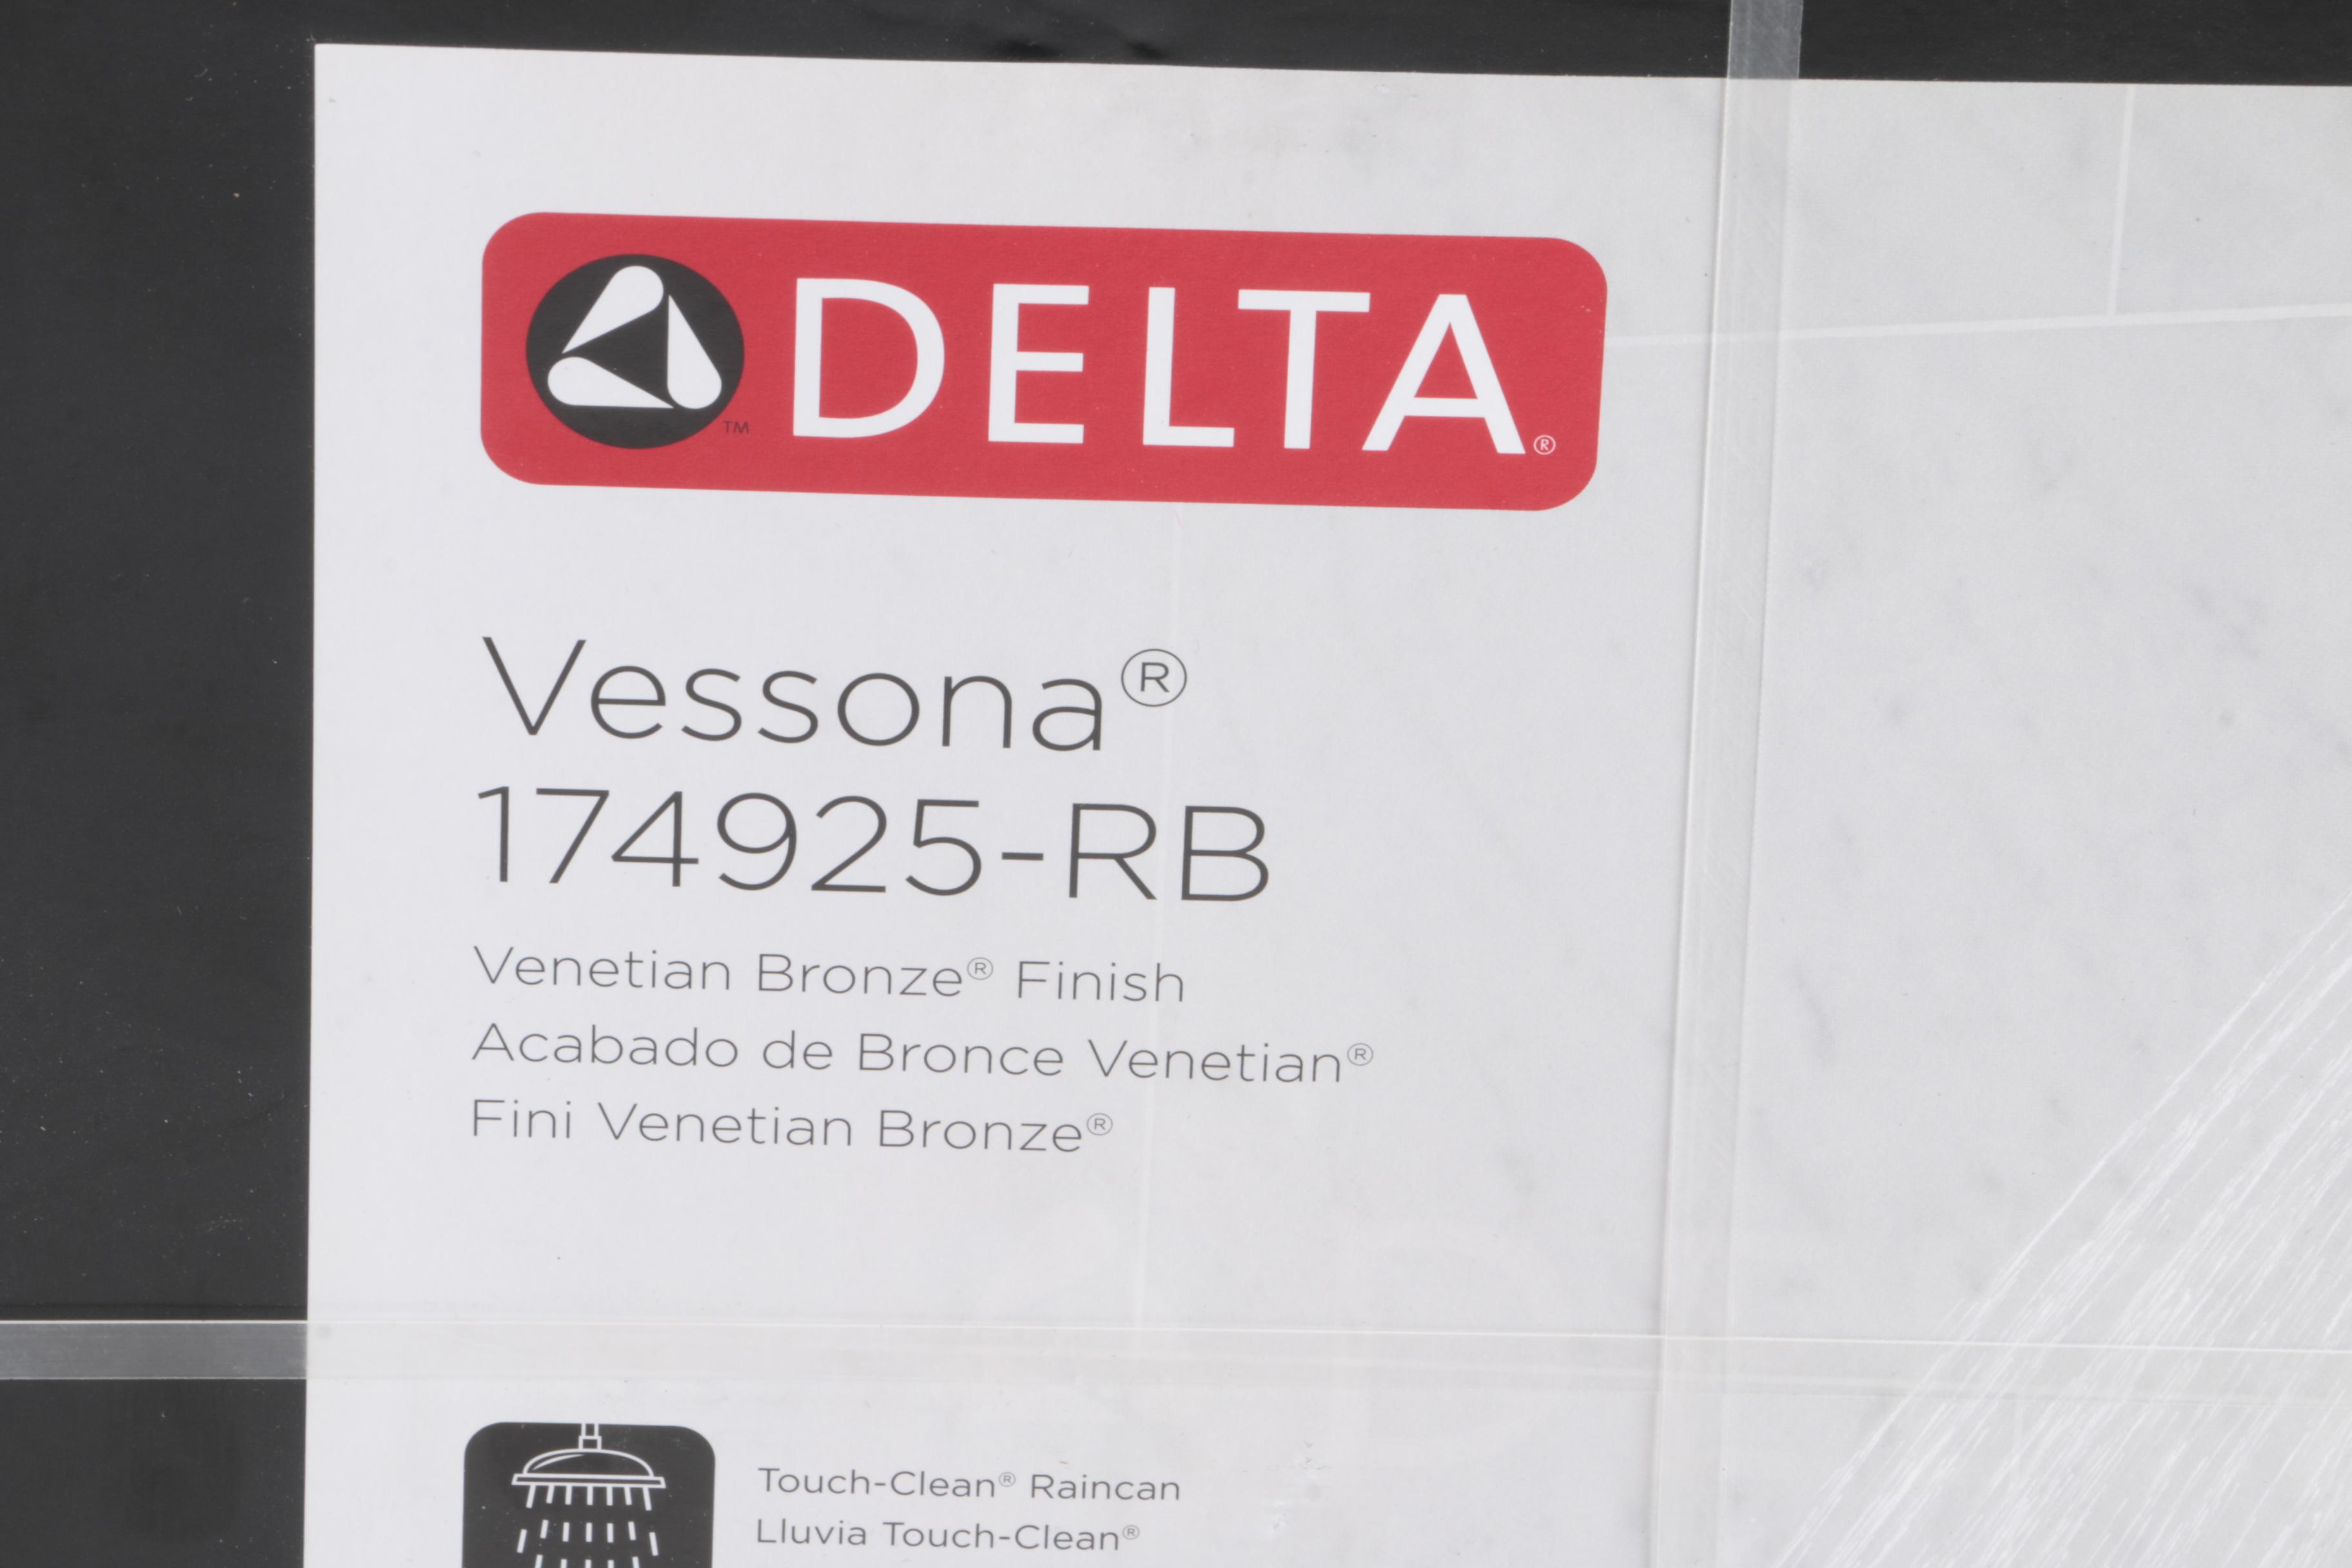 ™ DELTA®
Vessona®
174925-RB
Venetian Bronze® Finish
Acabado de Bronce Venetian®
Fini Venetian Bronze®
Touch-Clean® Raincan
Lluvia Touch-Clean®